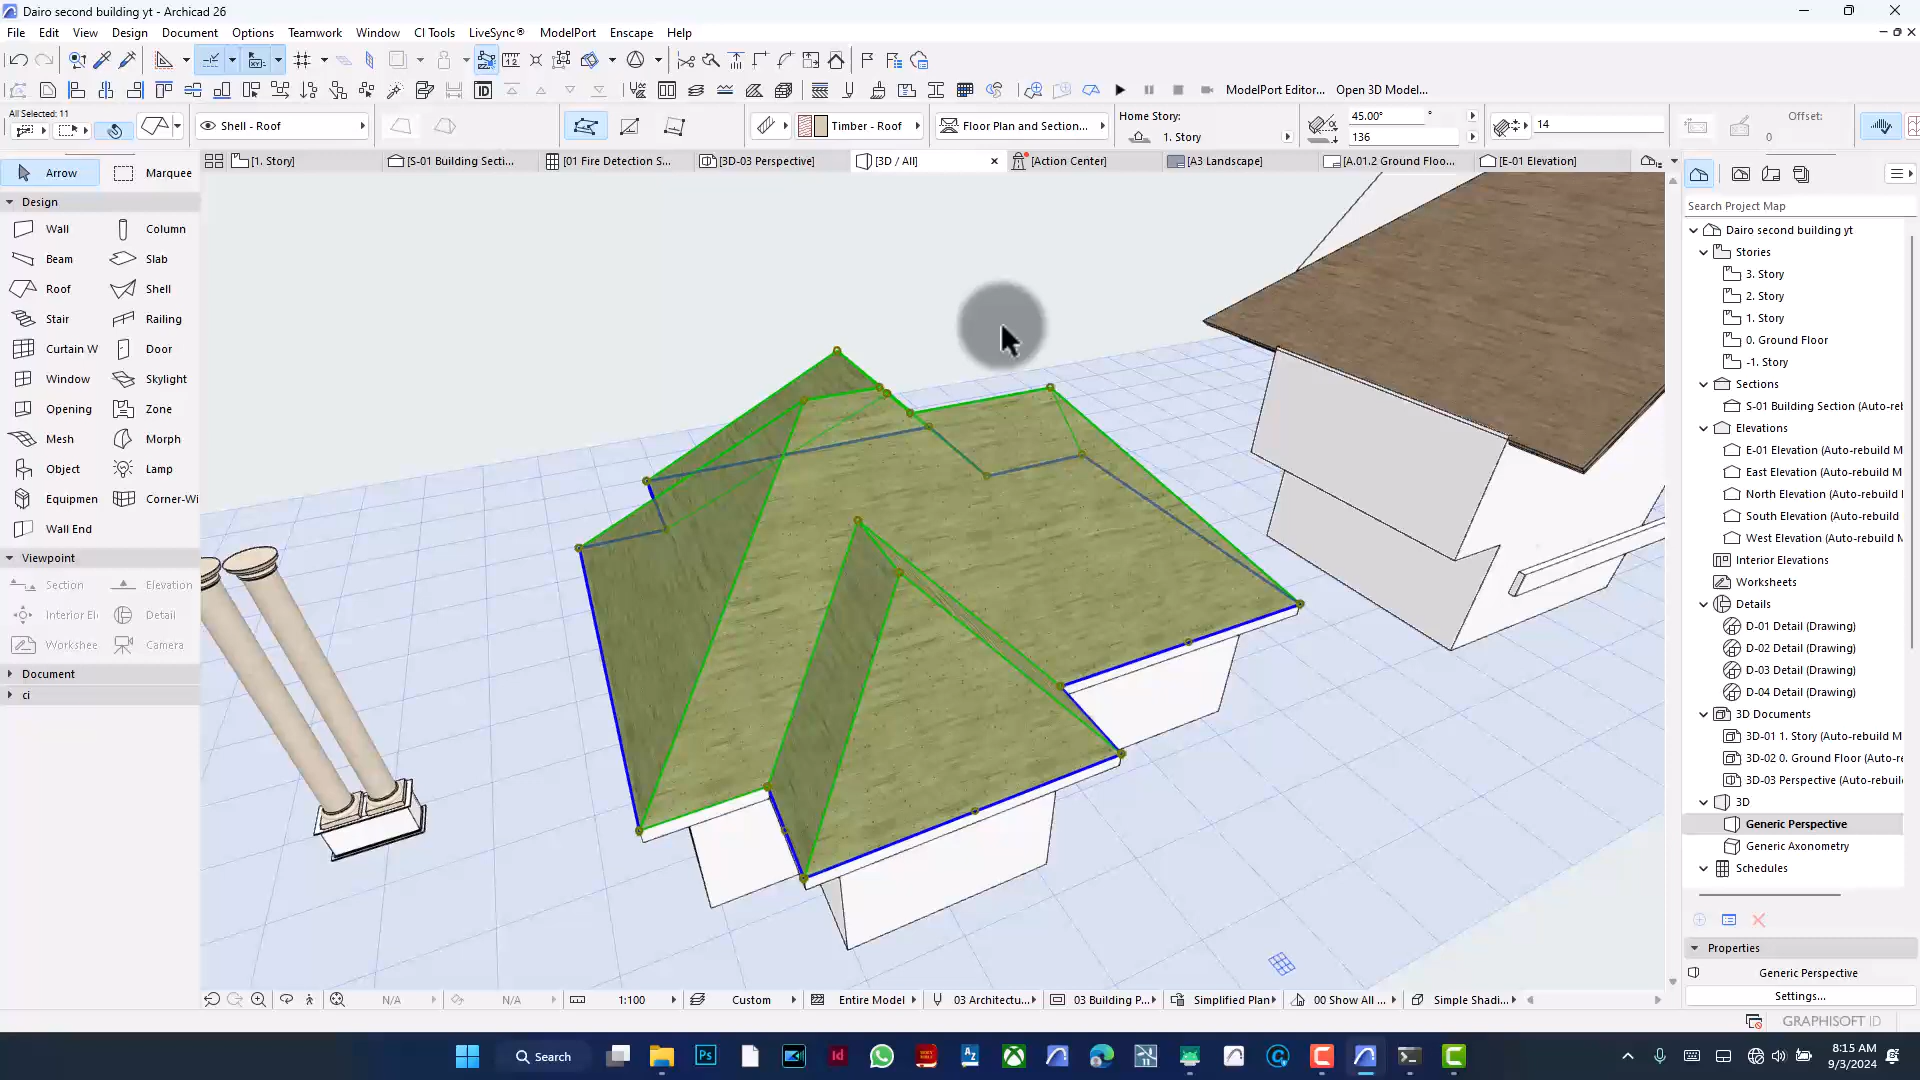 Dairo second building yt - Archicad 26
File Edit View Design Document Options Teamwork Window CI Tools LiveSync® ModelPort Enscape Help
ID
ModelPort Editor... Open 3D Model...
All Selected: 11
Shell - Roof
Timber - Roof
Floor Plan and Section...
Home Story:
1. Story
45.00°
136
14
Offset:
0
[1. Story] [S-01 Building Secti... [01 Fire Detection S... [3D-03 Perspective] [3D / All] [Action Center] [A3 Landscape] [A.01.2 Ground Floo... [E-01 Elevation]
Arrow Marquee
Design
Wall Column
Beam Slab
Roof Shell
Stair Railing
Curtain W Door
Window Skylight
Opening Zone
Mesh Morph
Object Lamp
Equipmen Corner-Wi
Wall End
Viewpoint
Section Elevation
Interior El Detail
Workshee Camera
Document
ci
Search Project Map
Dairo second building yt
Stories
3. Story
2. Story
1. Story
0. Ground Floor
-1. Story
Sections
S-01 Building Section (Auto-rel
Elevations
E-01 Elevation (Auto-rebuild M
East Elevation (Auto-rebuild M
North Elevation (Auto-rebuild
South Elevation (Auto-rebuild
West Elevation (Auto-rebuild M
Interior Elevations
Worksheets
Details
D-01 Detail (Drawing)
D-02 Detail (Drawing)
D-03 Detail (Drawing)
D-04 Detail (Drawing)
3D Documents
3D-01 1. Story (Auto-rebuild M
3D-02 0. Ground Floor (Auto-r
3D-03 Perspective (Auto-rebuil
3D
Generic Perspective
Generic Axonometry
Schedules
Properties
Generic Perspective
Settings...
N/A N/A 1:100 Custom Entire Model 03 Architectu... 03 Building P... Simplified Plan 00 Show All ... Simple Shadi...
GRAPHISOFT ID
Search
Ps
Id
8:15 AM
9/3/2024